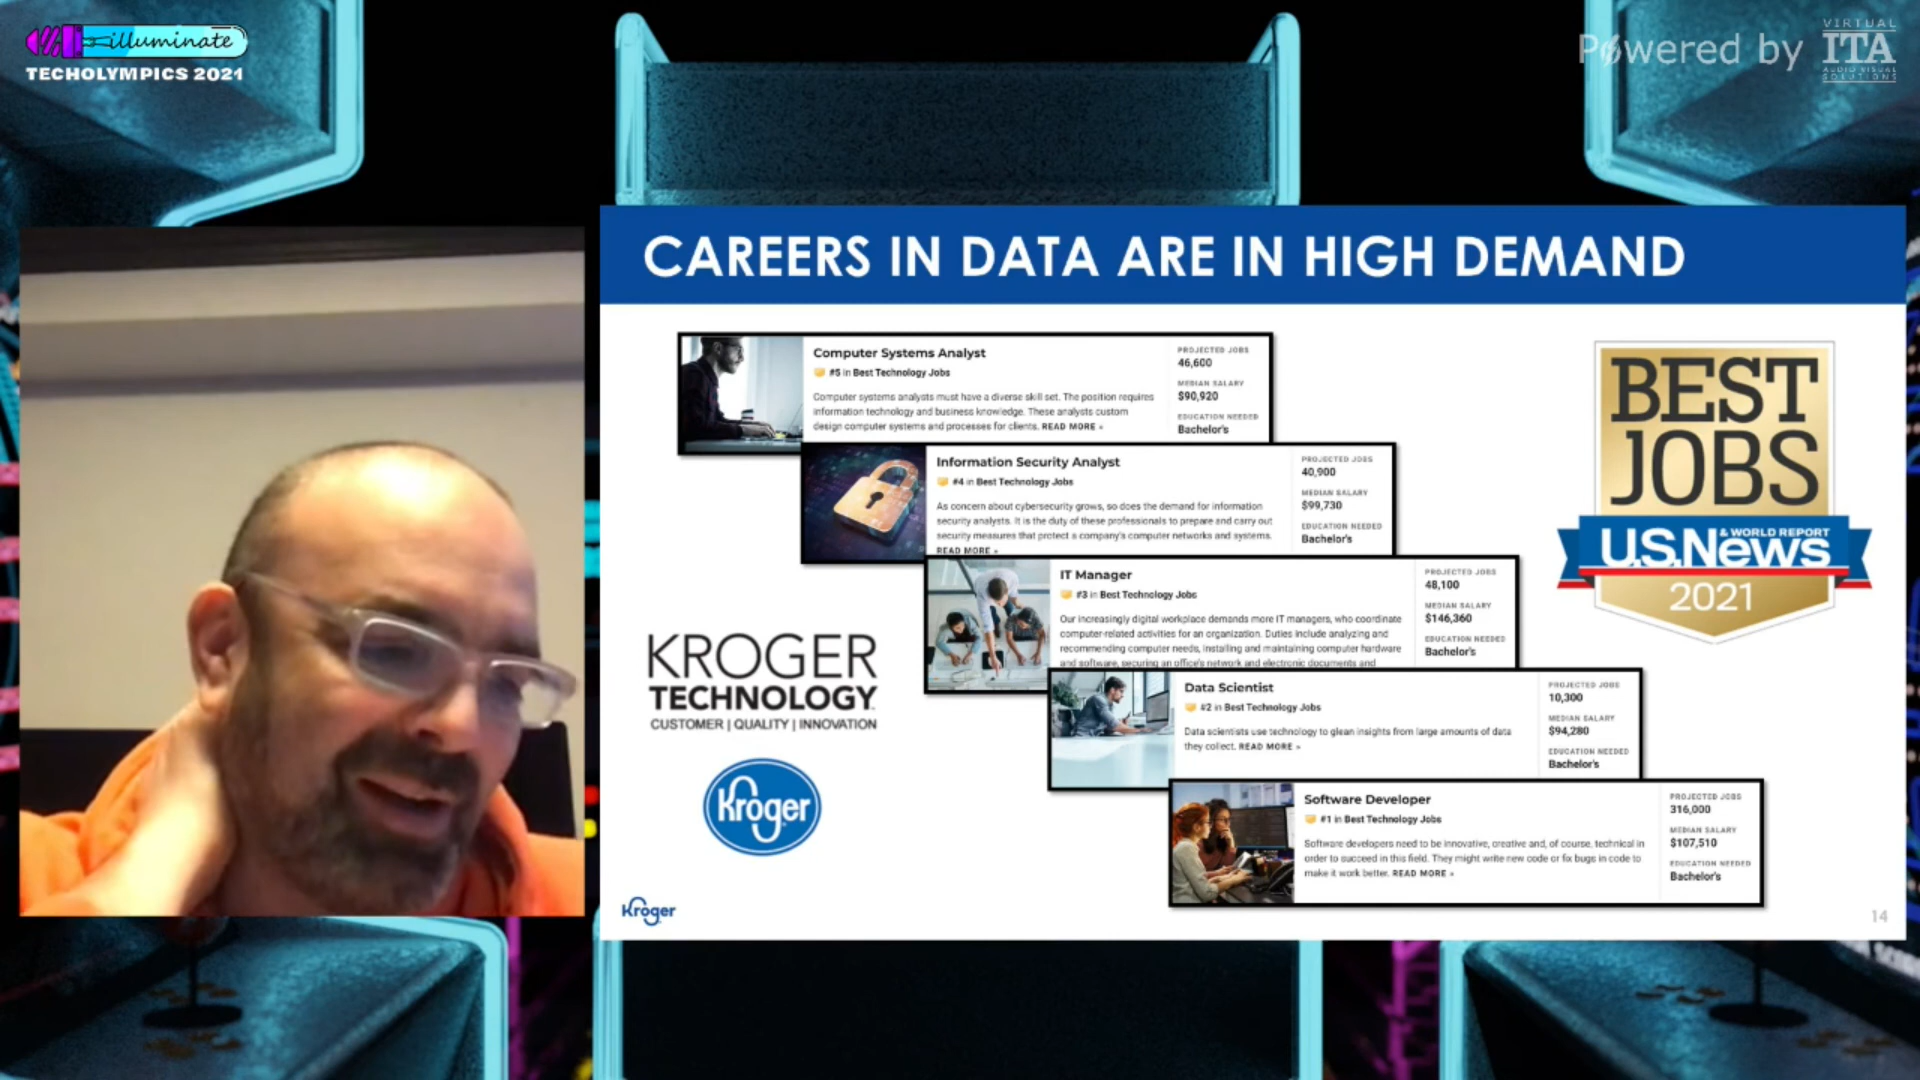 illuminate
TECHOLYMPICS 2021
Powered by
VIRTUAL
ITA
AUDIO VISUAL
SOLUTIONS
CAREERS IN DATA ARE IN HIGH DEMAND
Computer Systems Analyst
#5 in Best Technology Jobs
Computer systems analysts must have a diverse skill set. The position requires
information technology and business knowledge. These analysts custom
design computer systems and processes for clients. READ MORE »
PROJECTED JOBS
46,600
MEDIAN SALARY
$90,920
EDUCATION NEEDED
Bachelor's
Information Security Analyst
#4 in Best Technology Jobs
As concern about cybersecurity grows, so does the demand for information
security analysts. It is the duty of these professionals to prepare and carry out
security measures that protect a company's computer networks and systems.
READ MORE »
PROJECTED JOBS
40,900
MEDIAN SALARY
$99,730
EDUCATION NEEDED
Bachelor's
IT Manager
#3 in Best Technology Jobs
Our increasingly digital workplace demands more IT managers, who coordinate
computer-related activities for an organization. Duties include analyzing and
recommending computer needs, installing and maintaining computer hardware
and software, securing an office's network and electronic documents and
PROJECTED JOBS
48,100
MEDIAN SALARY
$146,360
EDUCATION NEEDED
Bachelor's
Data Scientist
#2 in Best Technology Jobs
Data scientists use technology to glean insights from large amounts of data
they collect. READ MORE »
PROJECTED JOBS
10,300
MEDIAN SALARY
$94,280
EDUCATION NEEDED
Bachelor's
Software Developer
#1 in Best Technology Jobs
Software developers need to be innovative, creative and, of course, technical in
order to succeed in this field. They might write new code or fix bugs in code to
make it work better. READ MORE »
PROJECTED JOBS
316,000
MEDIAN SALARY
$107,510
EDUCATION NEEDED
Bachelor's
BEST
JOBS
U.S.News
& WORLD REPORT
2021
KROGER
TECHNOLOGY
CUSTOMER | QUALITY | INNOVATION
Kroger
Kroger
14